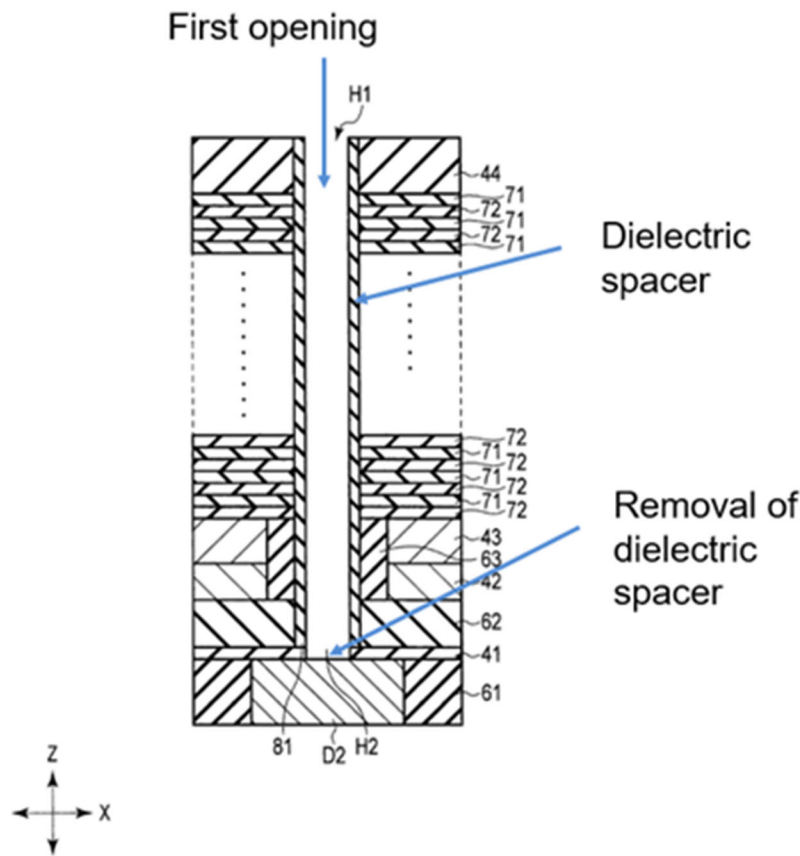 First opening
H1
44
71
72
71
72
71
Dielectric
spacer
72
71
72
71
72
71
72
Removal of
dielectric
spacer
43
63
42
62
41
61
81
D2
H2
Z
X